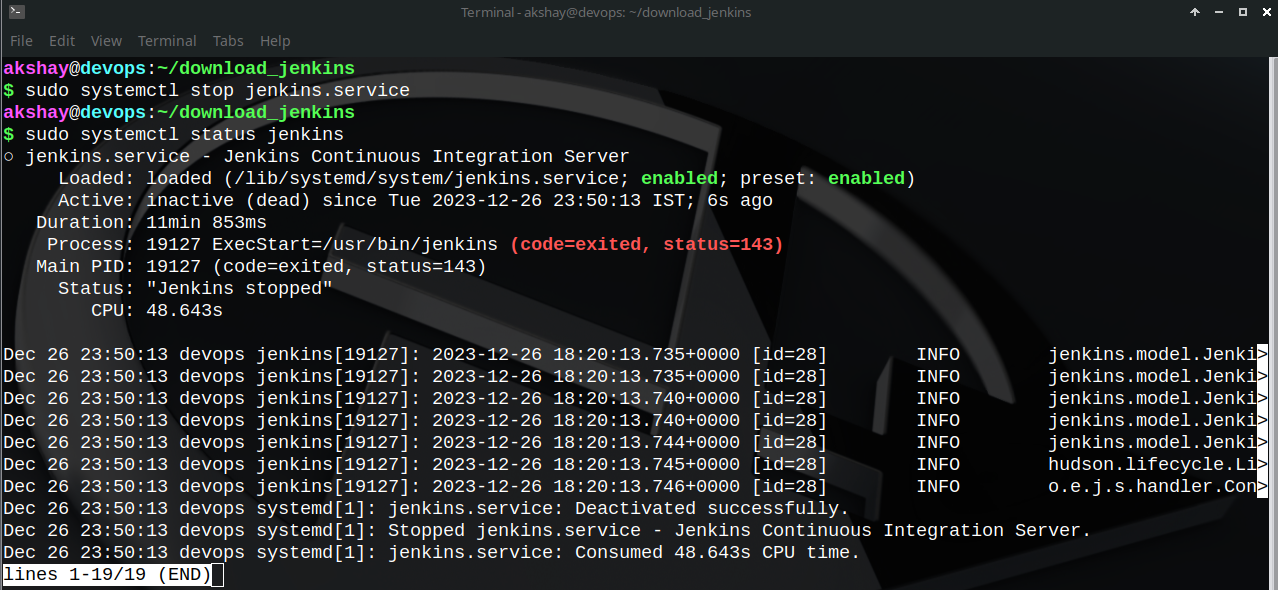 Terminal - akshay@devops: ~/download_jenkins
File Edit View Terminal Tabs Help
akshay@devops:~/download_jenkins
$ sudo systemctl stop jenkins.service
akshay@devops:~/download_jenkins
$ sudo systemctl status jenkins
○ jenkins.service - Jenkins Continuous Integration Server
     Loaded: loaded (/lib/systemd/system/jenkins.service; enabled; preset: enabled)
     Active: inactive (dead) since Tue 2023-12-26 23:50:13 IST; 6s ago
   Duration: 11min 853ms
    Process: 19127 ExecStart=/usr/bin/jenkins (code=exited, status=143)
   Main PID: 19127 (code=exited, status=143)
     Status: "Jenkins stopped"
        CPU: 48.643s
Dec 26 23:50:13 devops jenkins[19127]: 2023-12-26 18:20:13.735+0000 [id=28]        INFO        jenkins.model.Jenki>
Dec 26 23:50:13 devops jenkins[19127]: 2023-12-26 18:20:13.735+0000 [id=28]        INFO        jenkins.model.Jenki>
Dec 26 23:50:13 devops jenkins[19127]: 2023-12-26 18:20:13.740+0000 [id=28]        INFO        jenkins.model.Jenki>
Dec 26 23:50:13 devops jenkins[19127]: 2023-12-26 18:20:13.740+0000 [id=28]        INFO        jenkins.model.Jenki>
Dec 26 23:50:13 devops jenkins[19127]: 2023-12-26 18:20:13.744+0000 [id=28]        INFO        jenkins.model.Jenki>
Dec 26 23:50:13 devops jenkins[19127]: 2023-12-26 18:20:13.745+0000 [id=28]        INFO        hudson.lifecycle.Li>
Dec 26 23:50:13 devops jenkins[19127]: 2023-12-26 18:20:13.746+0000 [id=28]        INFO        o.e.j.s.handler.Con>
Dec 26 23:50:13 devops systemd[1]: jenkins.service: Deactivated successfully.
Dec 26 23:50:13 devops systemd[1]: Stopped jenkins.service - Jenkins Continuous Integration Server.
Dec 26 23:50:13 devops systemd[1]: jenkins.service: Consumed 48.643s CPU time.
lines 1-19/19 (END)